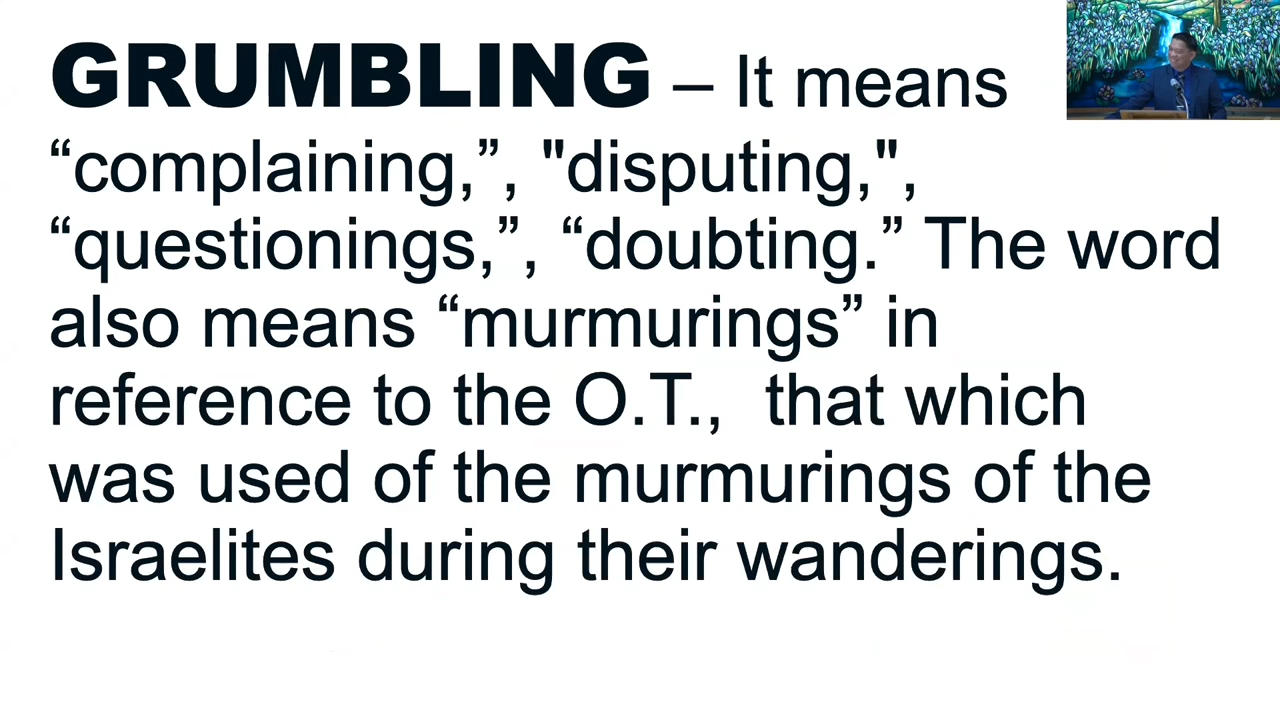 GRUMBLING – It means
“complaining,”, "disputing,",
“questionings,”, “doubting.” The word
also means “murmurings” in
reference to the O.T.,  that which
was used of the murmurings of the
Israelites during their wanderings.